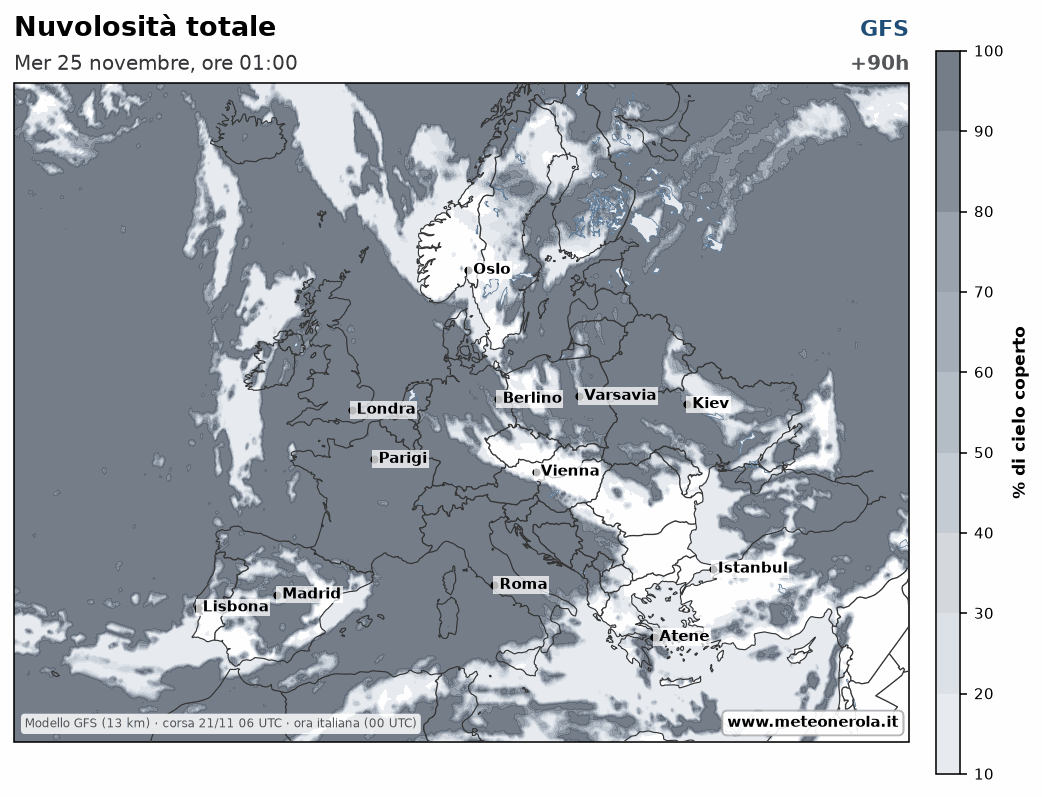 Nuvolosità totale
GFS
Mer 25 novembre, ore 01:00
+90h
100
90
80
70
60
50
40
30
20
10
% di cielo coperto
Oslo
Berlino
Varsavia
Kiev
Londra
Parigi
Vienna
Istanbul
Roma
Madrid
Lisbona
Atene
Modello GFS (13 km) · corsa 21/11 06 UTC · ora italiana (00 UTC)
www.meteonerola.it